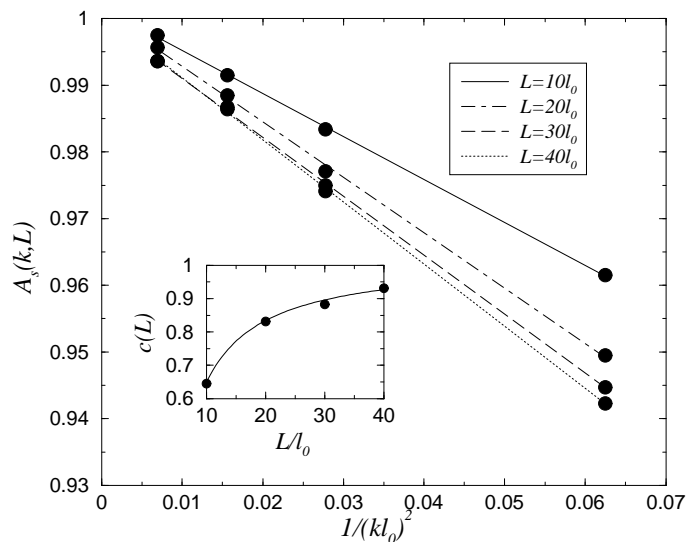 1
0.99
0.98
0.97
0.96
0.95
0.94
0.93
A_s(k,L)
L=10l_0
L=20l_0
L=30l_0
L=40l_0
1
0.9
0.8
0.7
0.6
c(L)
10 20 30 40
L/l_0
0 0.01 0.02 0.03 0.04 0.05 0.06 0.07
1/(kl_0)^2